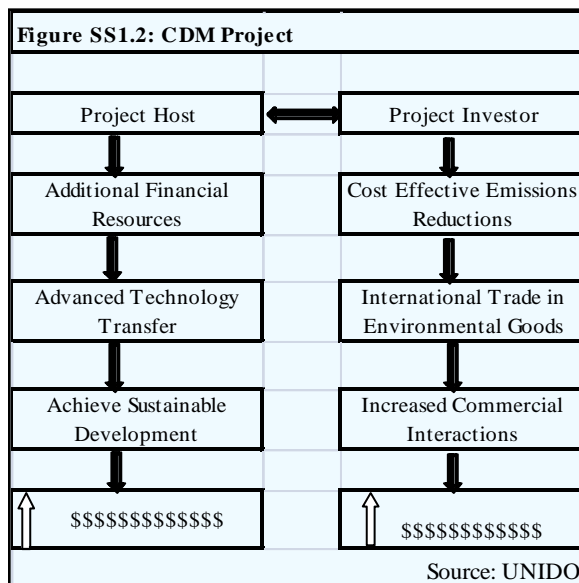 Figure SS1.2: CDM Project
Project Host
Project Investor
Additional Financial
Resources
Cost Effective Emissions
Reductions
Advanced Technology
Transfer
International Trade in
Environmental Goods
Achieve Sustainable
Development
Increased Commercial
Interactions
$$$$$$$$$$$$$
$$$$$$$$$$$$
Source: UNIDO